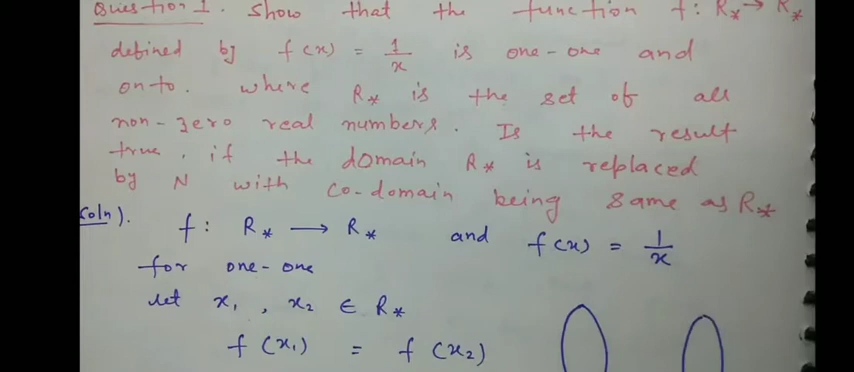 Question 1. Show that the function f: R* → R*
defined by f(x) = 1/x is one-one and
onto. where R* is the set of all
non-zero real numbers. Is the result
true, if the domain R* is replaced
by N with co-domain being same as R*
Soln). f: R* → R* and f(x) = 1/x
for one-one
let x₁, x₂ ∈ R*
f(x₁) = f(x₂)